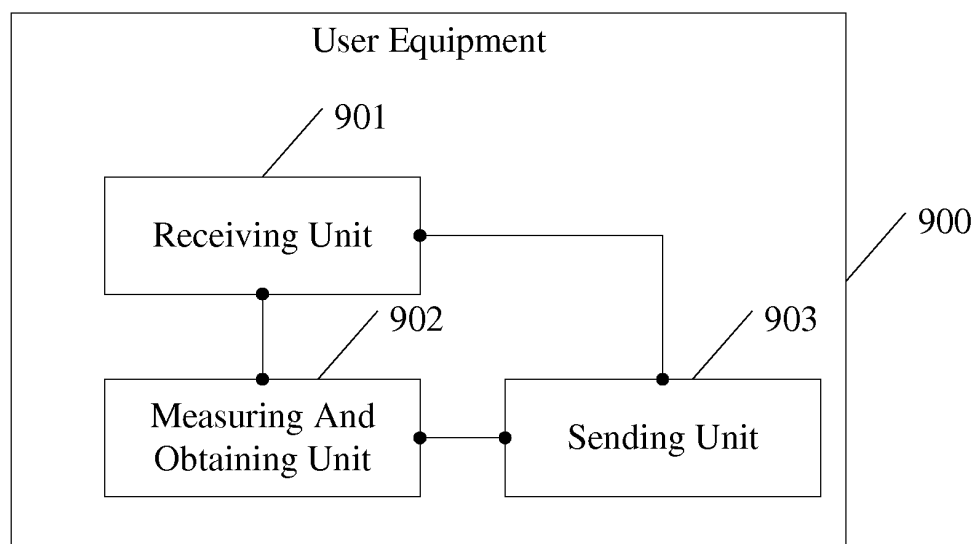 User Equipment
901
Receiving Unit
900
902
903
Measuring And
Obtaining Unit
Sending Unit